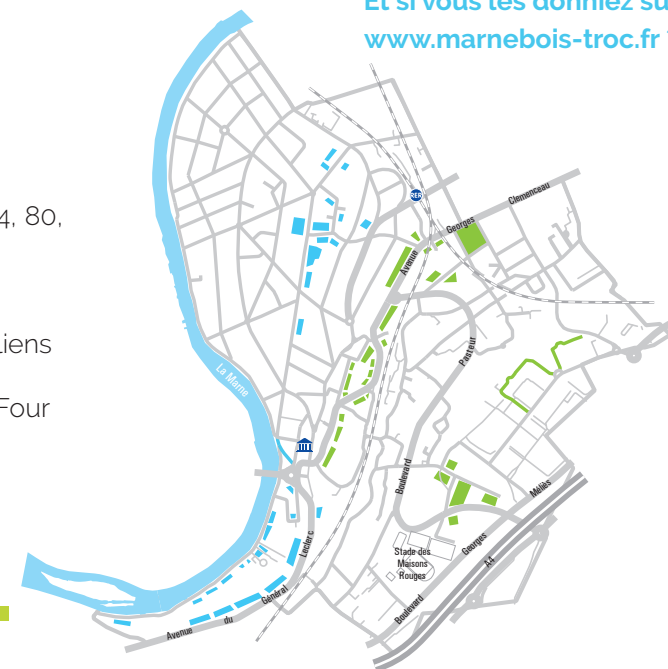 Et si vous les donniez su
www.marnebois-troc.fr
4, 80,
liens
Four
RER
Avenue Georges Clemenceau
La Marne
Boulevard Pasteur
Stade des
Maisons
Rouges
Boulevard Georges Méliès
A4
Avenue du Général Leclerc